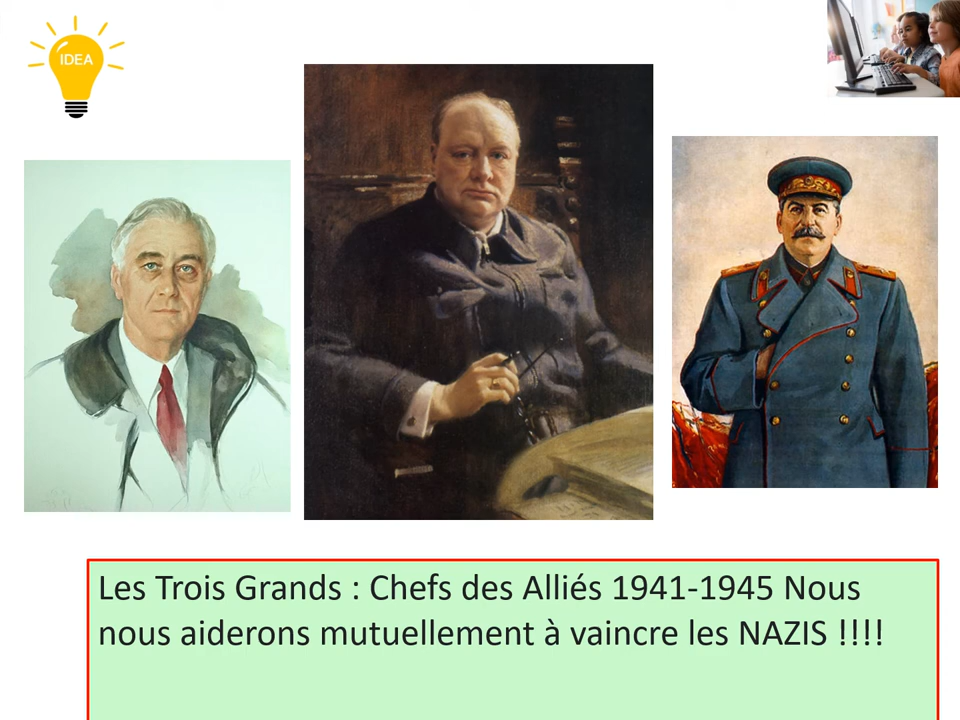 IDEA
Les Trois Grands : Chefs des Alliés 1941-1945 Nous
nous aiderons mutuellement à vaincre les NAZIS !!!!